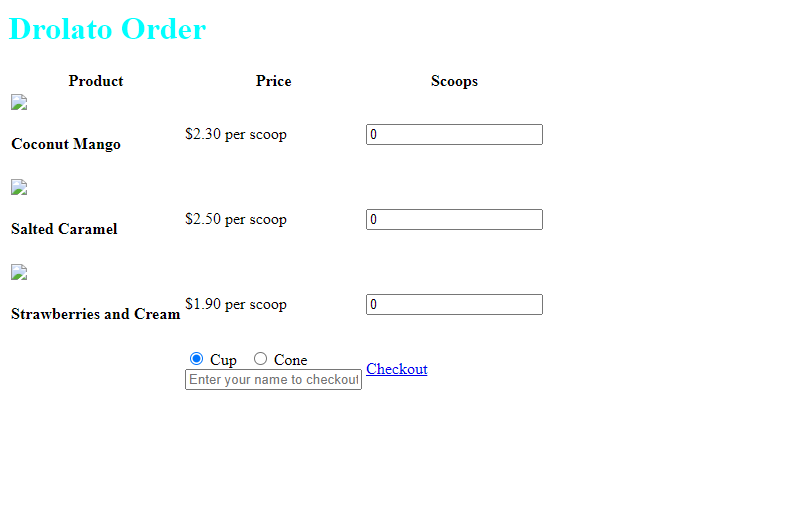 Drolato Order
Product Price Scoops
Coconut Mango
$2.30 per scoop
0
Salted Caramel
$2.50 per scoop
0
Strawberries and Cream
$1.90 per scoop
0
Cup Cone
Enter your name to checkout
Checkout